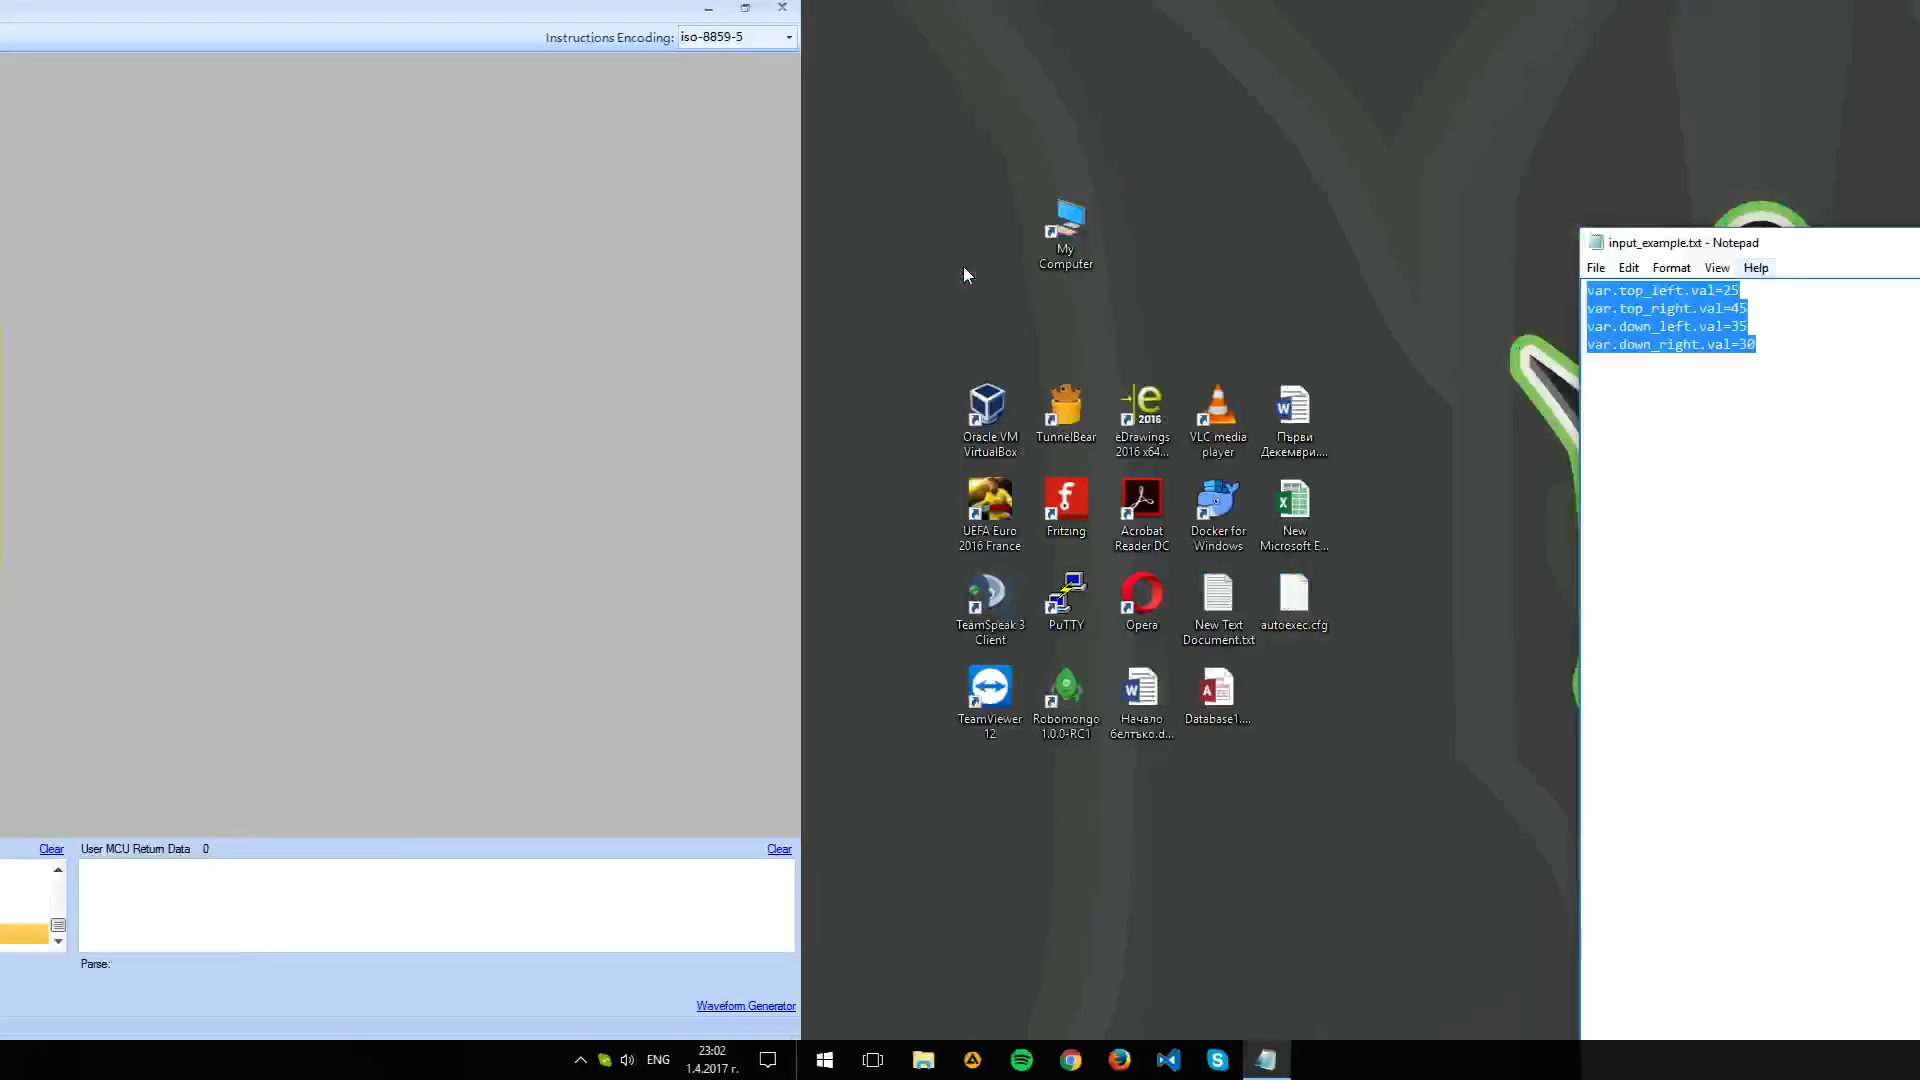 Instructions Encoding: iso-8859-5
My
Computer
input_example.txt - Notepad
File Edit Format View Help
var.top_left.val=25
var.top_right.val=45
var.down_left.val=35
var.down_right.val=30
Oracle VM
VirtualBox
TunnelBear
eDrawings
2016 x64...
VLC media
player
Първи
Декември....
UEFA Euro
2016 France
Fritzing
Acrobat
Reader DC
Docker for
Windows
New
Microsoft E...
TeamSpeak 3
Client
PuTTY
Opera
New Text
Document.txt
autoexec.cfg
TeamViewer
12
Robomongo
1.0.0-RC1
Начало
белтъко.d...
Database1....
Clear
User MCU Return Data 0
Clear
Parse:
Waveform Generator
ENG
23:02
1.4.2017 г.